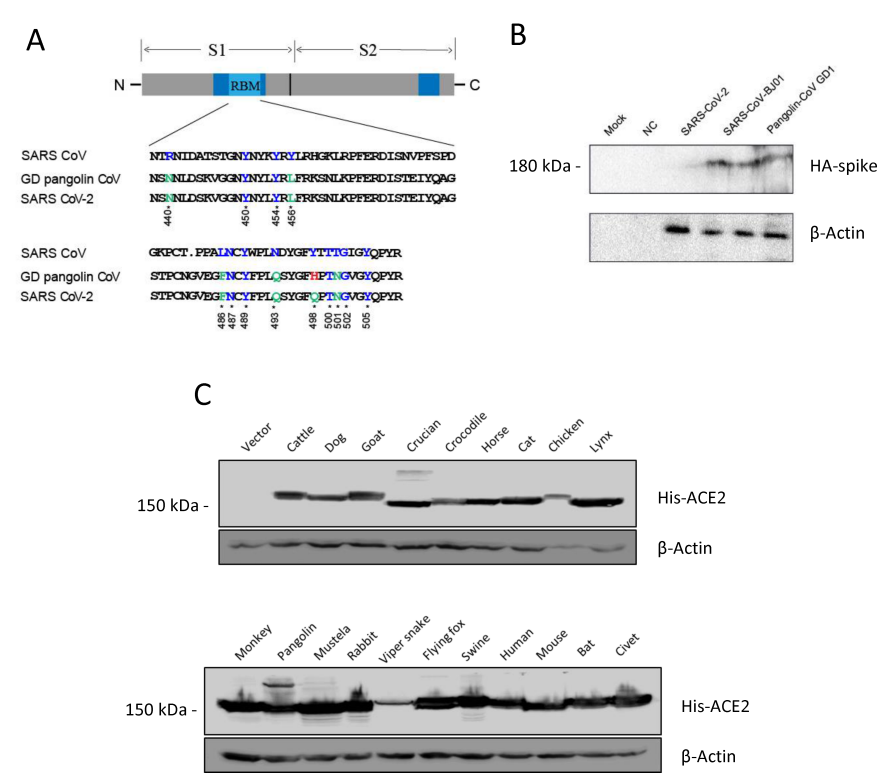 A
S1 S2
N RBM C
SARS CoV NTRNIDATSTGNYNYKYRYLRHGKLRPFERDISNVPFSPD
GD pangolin CoV NSNNLDSKVGGNYNYLYRLFRKSNLKPFERDISTEIYQAG
SARS CoV-2 NSNNLDSKVGGNYNYLYRLFRKSNLKPFERDISTEIYQAG
440 450 454 456
SARS CoV GKPCT.PPALNCYWPLNDYGFYTTTGIGYQPYR
GD pangolin CoV STPCNGVEGFNCYFPLQSYGFHPTNGVGYQPYR
SARS CoV-2 STPCNGVEGFNCYFPLQSYGFQPTNGVGYQPYR
486 487 489 493 498 500 501 502 505
B
Mock NC SARS-CoV-2 SARS-CoV-BJ01 Pangolin-CoV GD1
180 kDa - HA-spike
β-Actin
C
Vector Cattle Dog Goat Crucian Crocodile Horse Cat Chicken Lynx
150 kDa - His-ACE2
β-Actin
Monkey Pangolin Mustela Rabbit Viper snake Flying fox Swine Human Mouse Bat Civet
150 kDa - His-ACE2
β-Actin